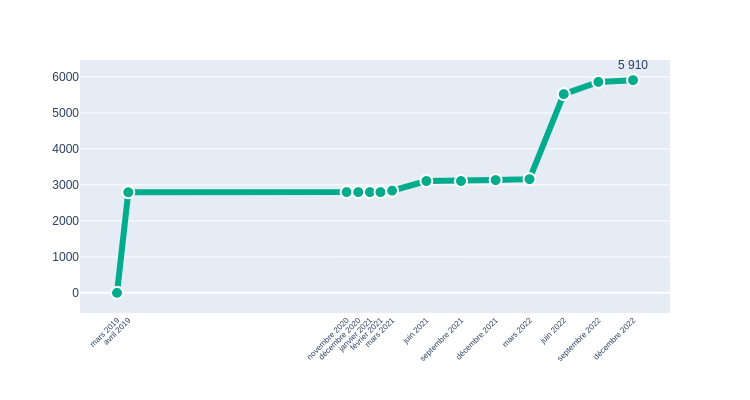 5 910
6000
5000
4000
3000
2000
1000
0
mars 2019
avril 2019
novembre 2020
décembre 2020
janvier 2021
février 2021
mars 2021
juin 2021
septembre 2021
décembre 2021
mars 2022
juin 2022
septembre 2022
décembre 2022